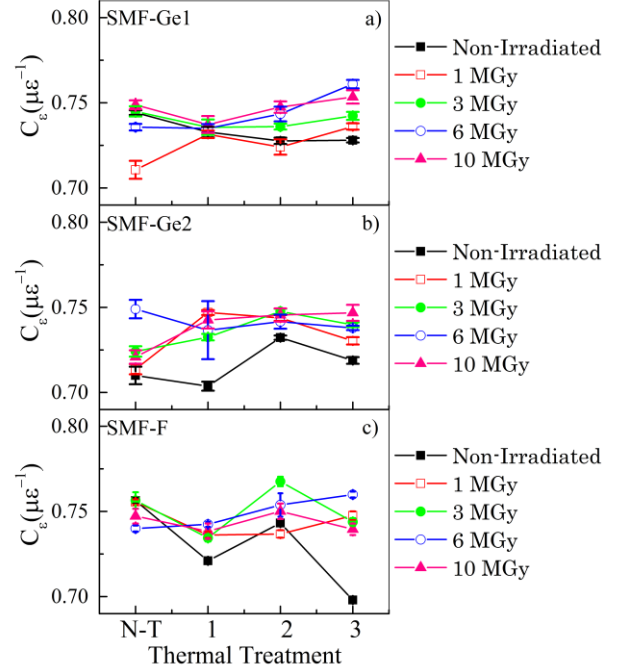 SMF-Ge1 a)
0.80
0.75
0.70
Cε(με⁻¹)
Non-Irradiated
1 MGy
3 MGy
6 MGy
10 MGy
SMF-Ge2 b)
0.80
0.75
0.70
Cε(με⁻¹)
Non-Irradiated
1 MGy
3 MGy
6 MGy
10 MGy
SMF-F c)
0.80
0.75
0.70
Cε(με⁻¹)
Non-Irradiated
1 MGy
3 MGy
6 MGy
10 MGy
N-T 1 2 3
Thermal Treatment